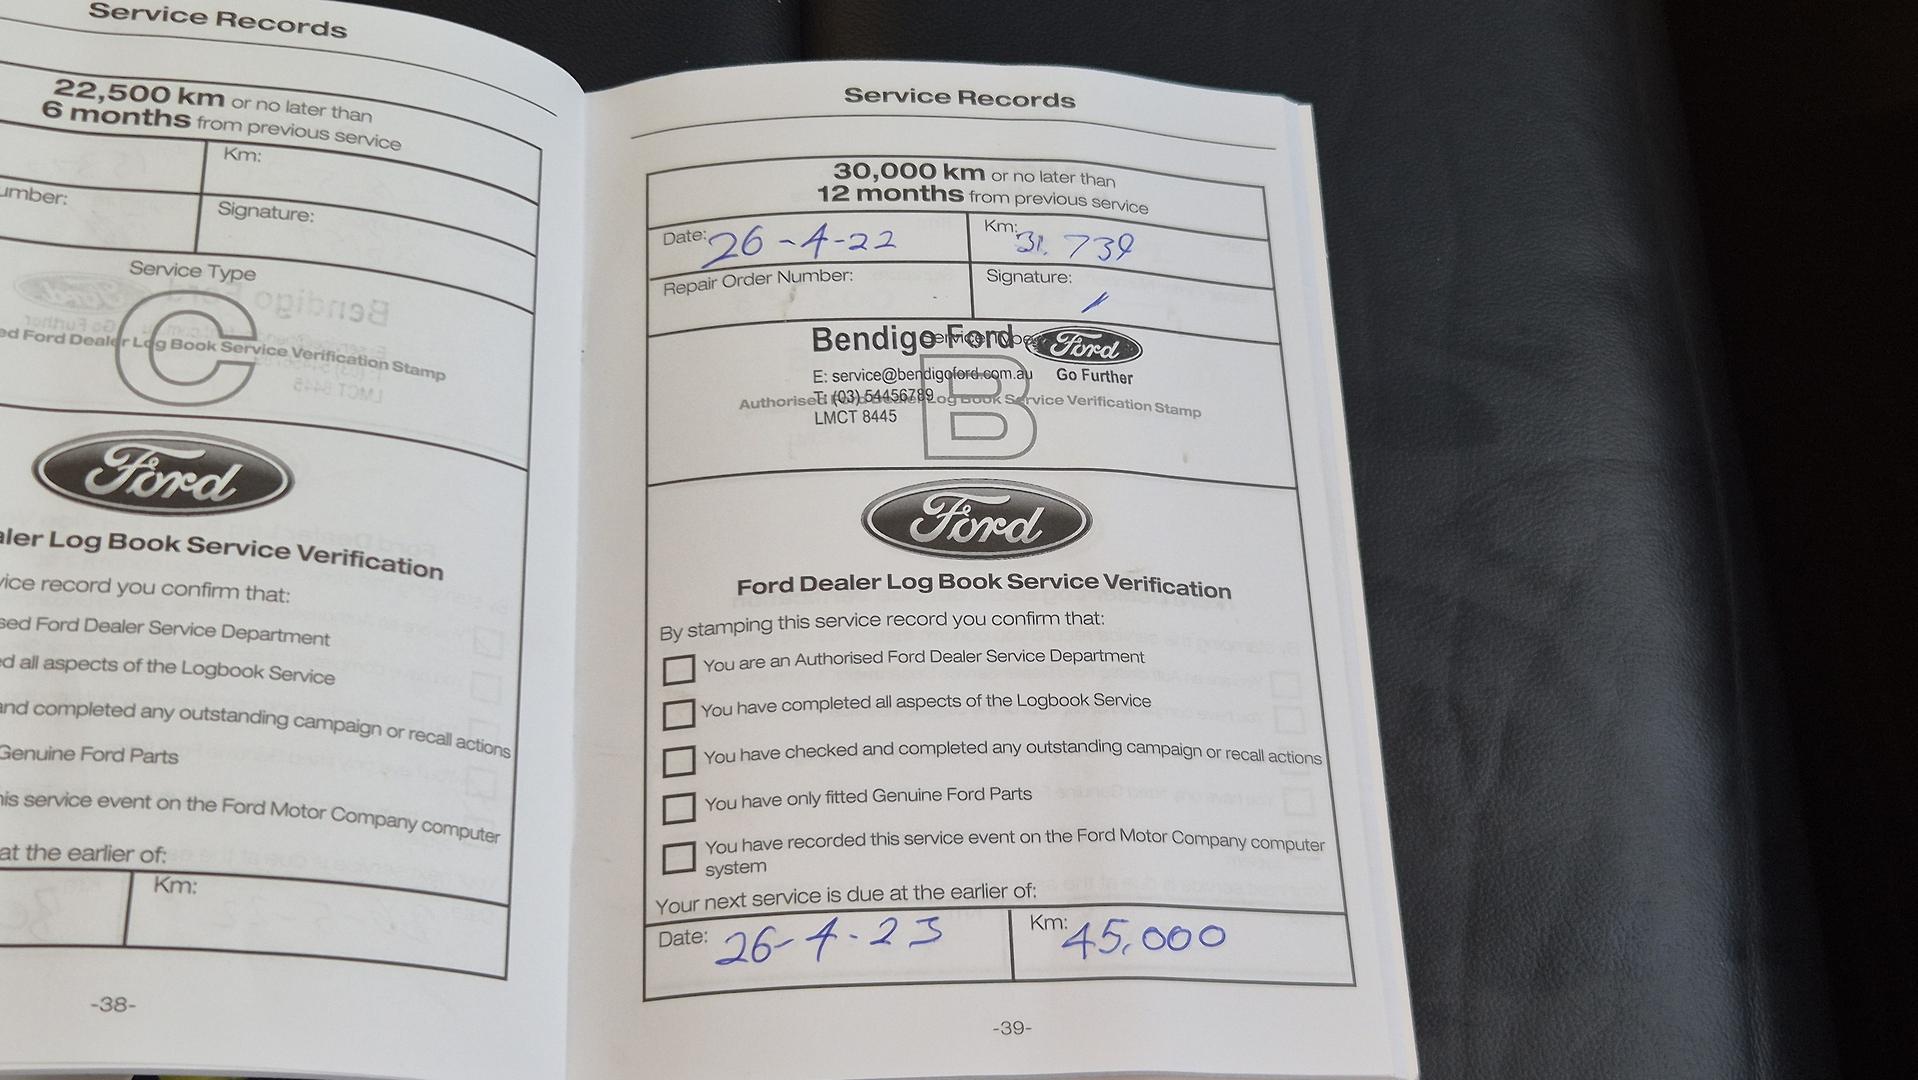 Service Records
22,500 km or no later than
6 months from previous service
Km:
umber:
Signature:
Service Type
C
ed Ford Dealer Log Book Service Verification Stamp
Ford
aler Log Book Service Verification
vice record you confirm that:
sed Ford Dealer Service Department
d all aspects of the Logbook Service
and completed any outstanding campaign or recall actions
Genuine Ford Parts
his service event on the Ford Motor Company computer
at the earlier of:
Km:
-38-
Service Records
30,000 km or no later than
12 months from previous service
Date: 26-4-22
Km: 31,739
Repair Order Number:
Signature:
Bendigo Ford
Service Type
Ford
E: service@bendigoford.com.au
Go Further
T: (03) 54456789
Authorised Ford Dealer Log Book Service Verification Stamp
LMCT 8445
B
Ford
Ford Dealer Log Book Service Verification
By stamping this service record you confirm that:
You are an Authorised Ford Dealer Service Department
You have completed all aspects of the Logbook Service
You have checked and completed any outstanding campaign or recall actions
You have only fitted Genuine Ford Parts
You have recorded this service event on the Ford Motor Company computer
system
Your next service is due at the earlier of:
Date: 26-4-23
Km: 45,000
-39-